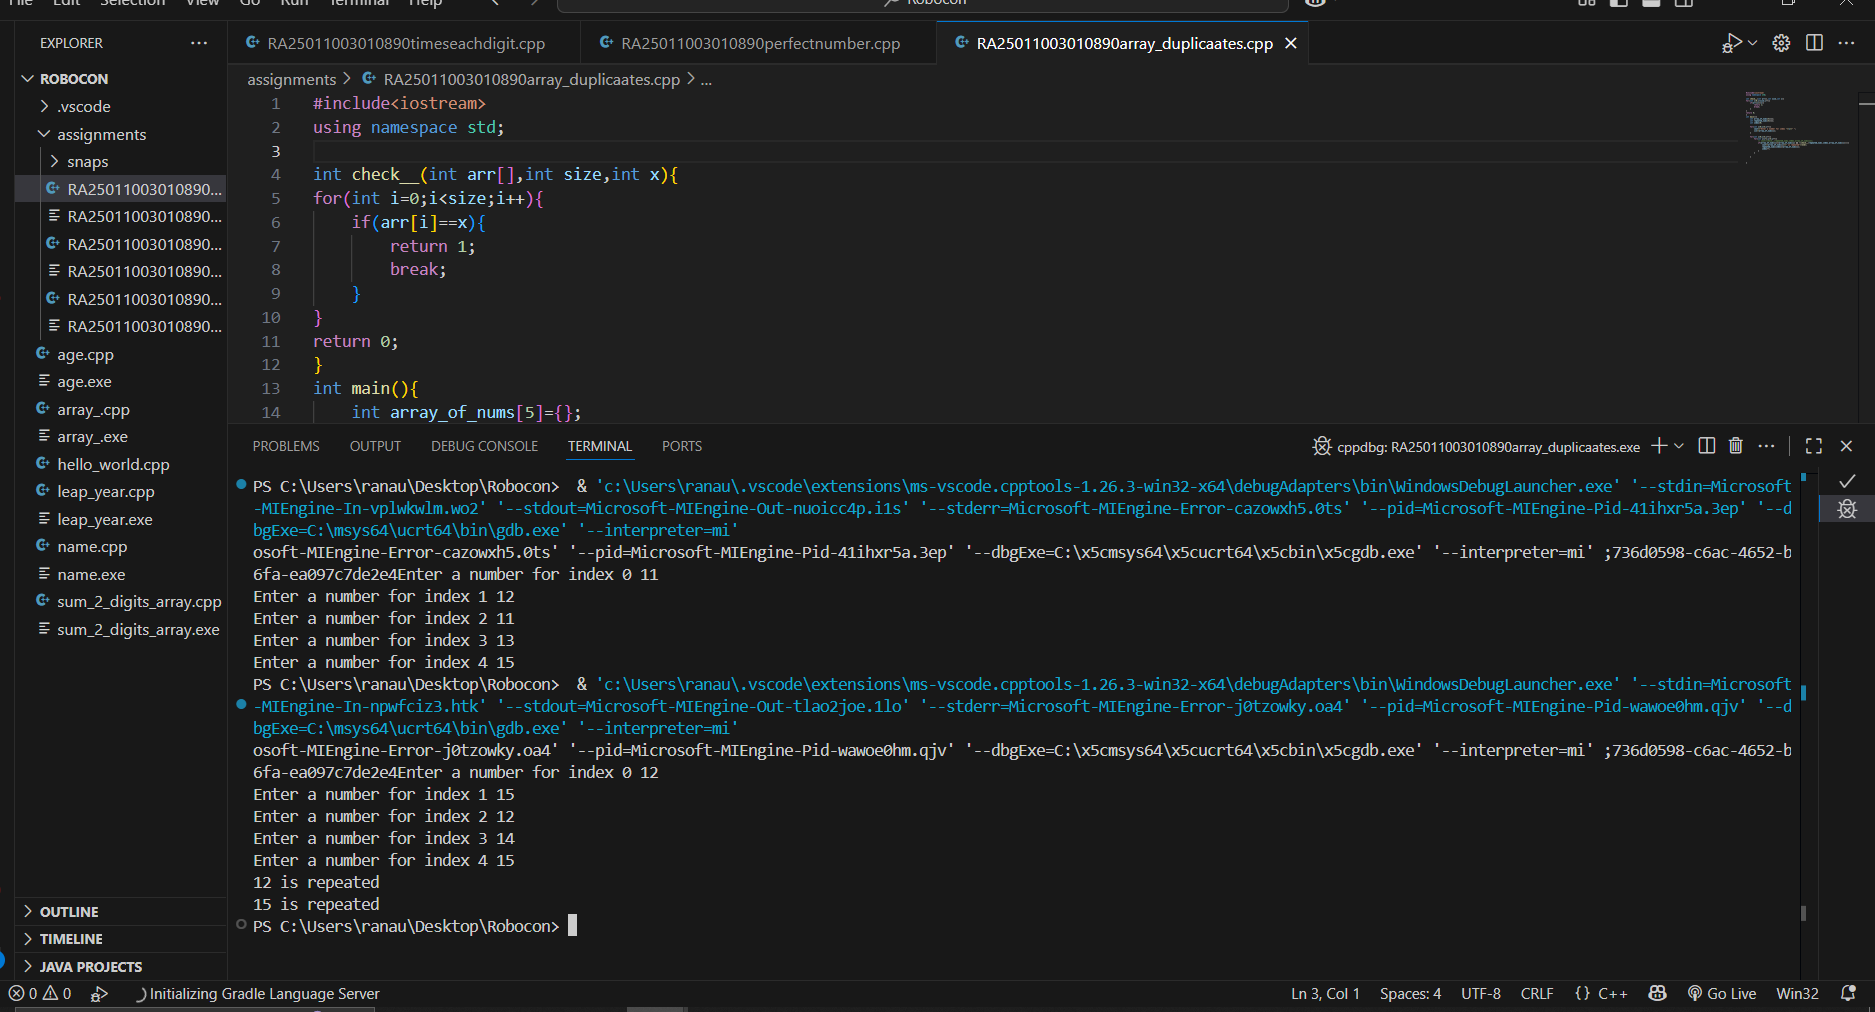 File Edit Selection View Go Run Terminal Help
Robocon
EXPLORER
RA25011003010890timeseachdigit.cpp
RA25011003010890perfectnumber.cpp
RA25011003010890array_duplicaates.cpp
ROBOCON
.vscode
assignments
snaps
RA25011003010890...
RA25011003010890...
RA25011003010890...
RA25011003010890...
RA25011003010890...
RA25011003010890...
age.cpp
age.exe
array_.cpp
array_.exe
hello_world.cpp
leap_year.cpp
leap_year.exe
name.cpp
name.exe
sum_2_digits_array.cpp
sum_2_digits_array.exe
OUTLINE
TIMELINE
JAVA PROJECTS
assignments > RA25011003010890array_duplicaates.cpp > ...
1 #include<iostream>
2 using namespace std;
3
4 int check__(int arr[],int size,int x){
5 for(int i=0;i<size;i++){
6 if(arr[i]==x){
7 return 1;
8 break;
9 }
10 }
11 return 0;
12 }
13 int main(){
14 int array_of_nums[5]={};
PROBLEMS OUTPUT DEBUG CONSOLE TERMINAL PORTS
cppdbg: RA25011003010890array_duplicaates.exe
PS C:\Users\ranau\Desktop\Robocon>  & 'c:\Users\ranau\.vscode\extensions\ms-vscode.cpptools-1.26.3-win32-x64\debugAdapters\bin\WindowsDebugLauncher.exe' '--stdin=Microsoft
-MIEngine-In-vplwkwlm.wo2' '--stdout=Microsoft-MIEngine-Out-nuoicc4p.i1s' '--stderr=Microsoft-MIEngine-Error-cazowxh5.0ts' '--pid=Microsoft-MIEngine-Pid-41ihxr5a.3ep' '--d
bgExe=C:\msys64\ucrt64\bin\gdb.exe' '--interpreter=mi'
osoft-MIEngine-Error-cazowxh5.0ts' '--pid=Microsoft-MIEngine-Pid-41ihxr5a.3ep' '--dbgExe=C:\x5cmsys64\x5cucrt64\x5cbin\x5cgdb.exe' '--interpreter=mi' ;736d0598-c6ac-4652-b
6fa-ea097c7de2e4Enter a number for index 0 11
Enter a number for index 1 12
Enter a number for index 2 11
Enter a number for index 3 13
Enter a number for index 4 15
PS C:\Users\ranau\Desktop\Robocon>  & 'c:\Users\ranau\.vscode\extensions\ms-vscode.cpptools-1.26.3-win32-x64\debugAdapters\bin\WindowsDebugLauncher.exe' '--stdin=Microsoft
-MIEngine-In-npwfciz3.htk' '--stdout=Microsoft-MIEngine-Out-tlao2joe.1lo' '--stderr=Microsoft-MIEngine-Error-j0tzowky.oa4' '--pid=Microsoft-MIEngine-Pid-wawoe0hm.qjv' '--d
bgExe=C:\msys64\ucrt64\bin\gdb.exe' '--interpreter=mi'
osoft-MIEngine-Error-j0tzowky.oa4' '--pid=Microsoft-MIEngine-Pid-wawoe0hm.qjv' '--dbgExe=C:\x5cmsys64\x5cucrt64\x5cbin\x5cgdb.exe' '--interpreter=mi' ;736d0598-c6ac-4652-b
6fa-ea097c7de2e4Enter a number for index 0 12
Enter a number for index 1 15
Enter a number for index 2 12
Enter a number for index 3 14
Enter a number for index 4 15
12 is repeated
15 is repeated
PS C:\Users\ranau\Desktop\Robocon>
0 0 Initializing Gradle Language Server
Ln 3, Col 1 Spaces: 4 UTF-8 CRLF {} C++ Go Live Win32